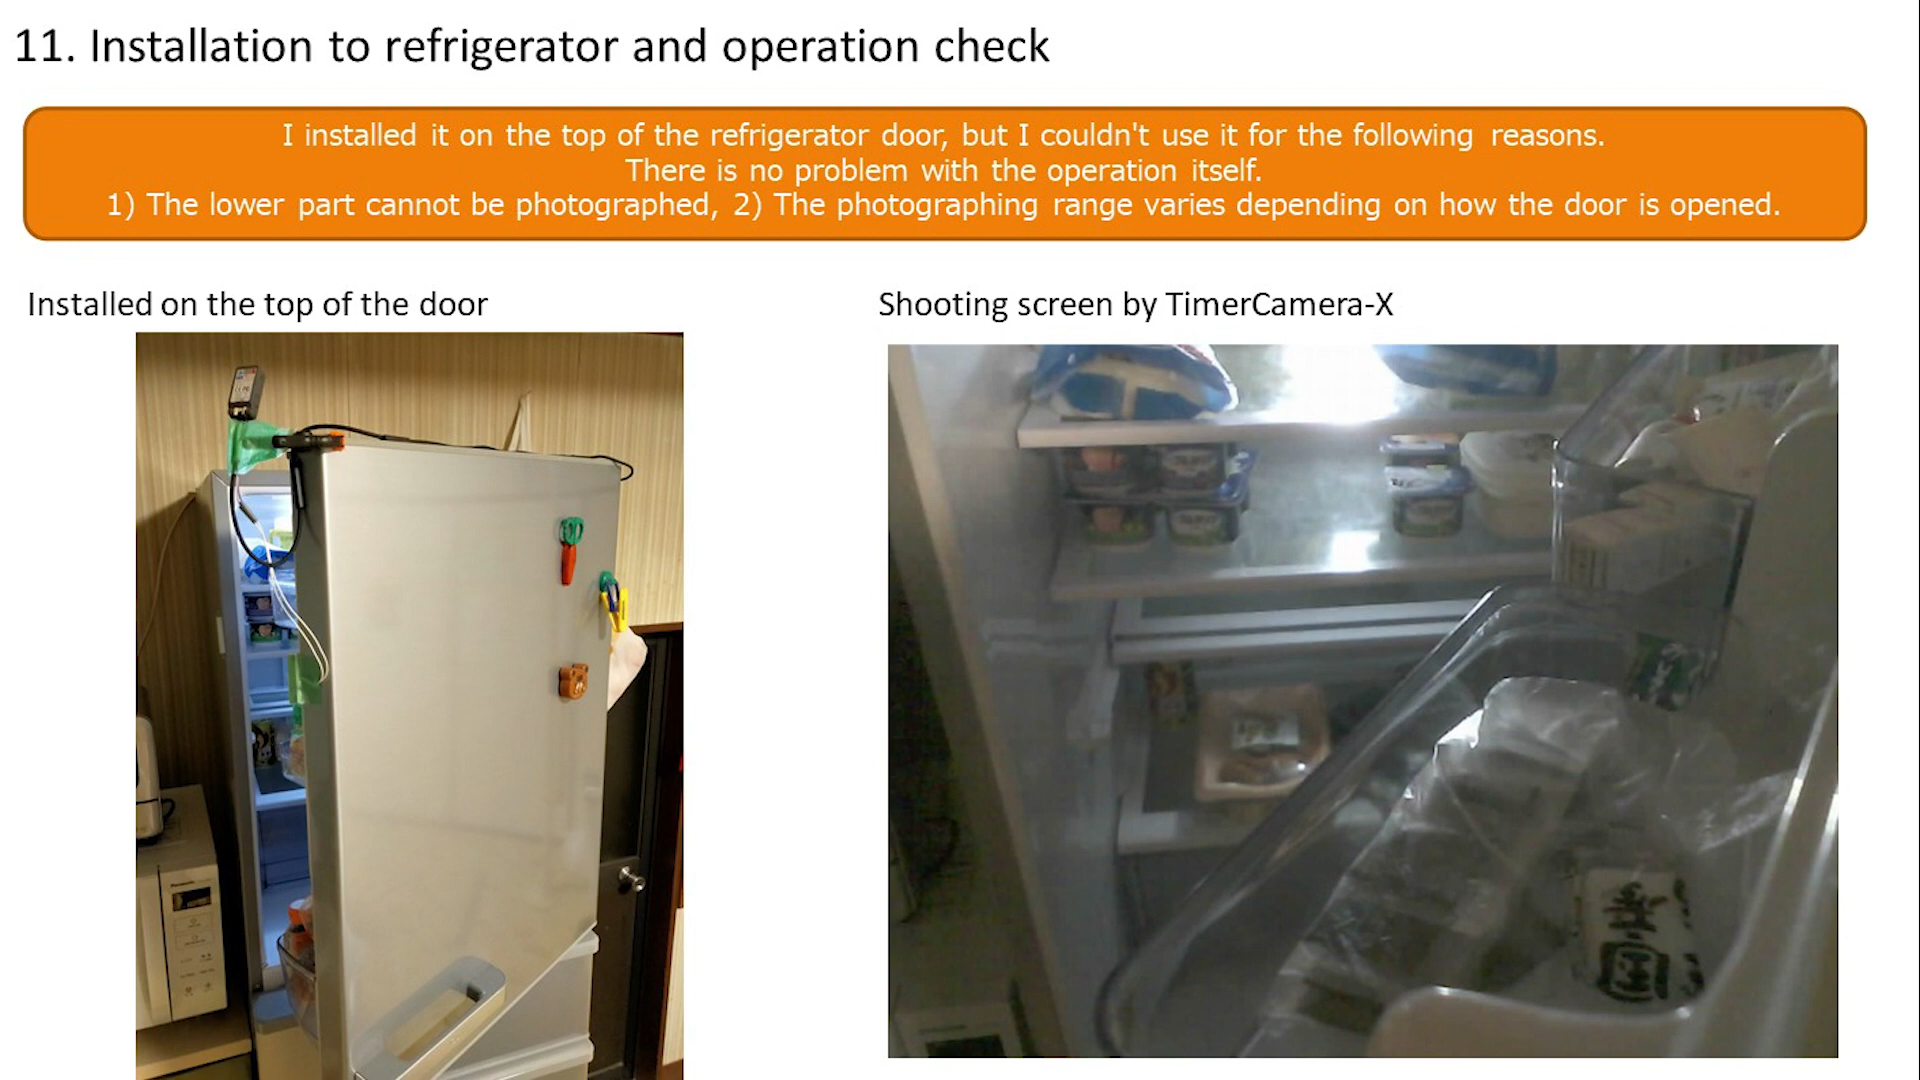 11. Installation to refrigerator and operation check
I installed it on the top of the refrigerator door, but I couldn't use it for the following reasons.
There is no problem with the operation itself.
1) The lower part cannot be photographed, 2) The photographing range varies depending on how the door is opened.
Installed on the top of the door
Shooting screen by TimerCamera-X
Panasonic